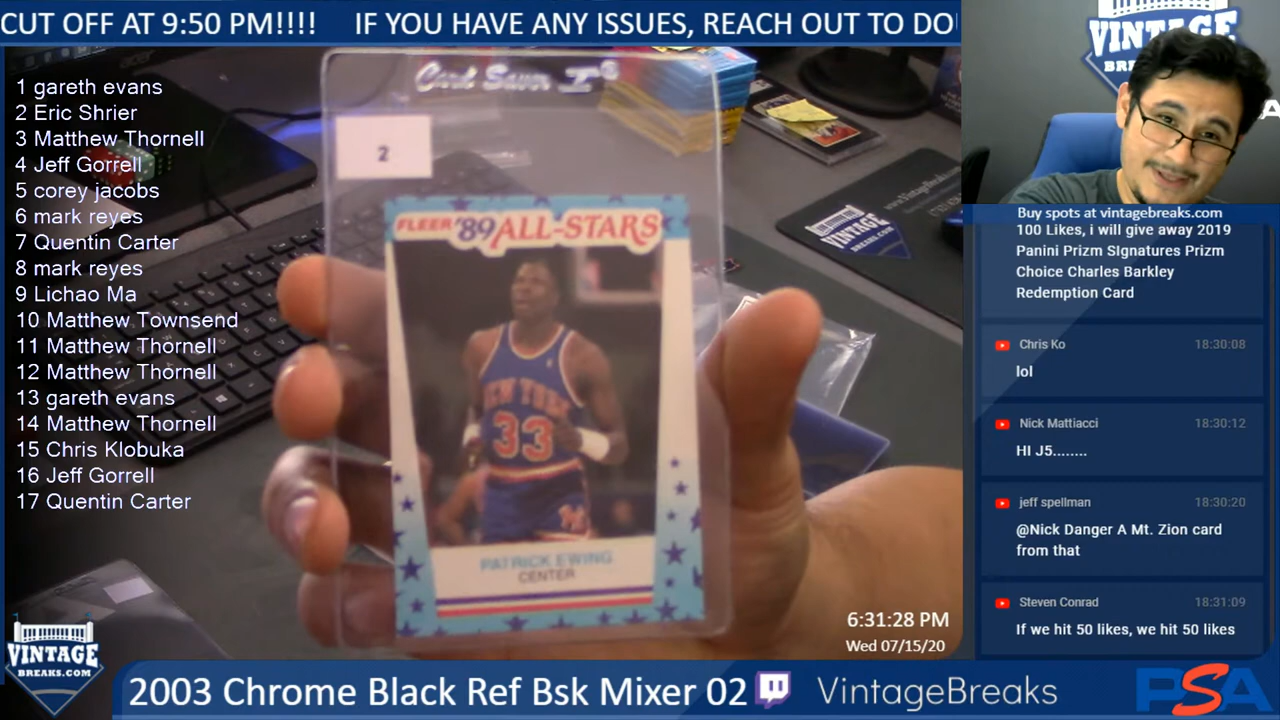 CUT OFF AT 9:50 PM!!!! IF YOU HAVE ANY ISSUES, REACH OUT TO
1 gareth evans
2 Eric Shrier
3 Matthew Thornell
4 Jeff Gorrell
5 corey jacobs
6 mark reyes
7 Quentin Carter
8 mark reyes
9 Lichao Ma
10 Matthew Townsend
11 Matthew Thornell
12 Matthew Thornell
13 gareth evans
14 Matthew Thornell
15 Chris Klobuka
16 Jeff Gorrell
17 Quentin Carter
Card Saver I®
2
FLEER '89 ALL-STARS
NEW YORK
33
PATRICK EWING
CENTER
VINTAGE
VINTAGE
Buy spots at vintagebreaks.com
100 Likes, i will give away 2019
Panini Prizm SIgnatures Prizm
Choice Charles Barkley
Redemption Card
Chris Ko 18:30:08
lol
Nick Mattiacci 18:30:12
HI J5........
jeff spellman 18:30:20
@Nick Danger A Mt. Zion card
from that
Steven Conrad 18:31:09
If we hit 50 likes, we hit 50 likes
6:31:28 PM
Wed 07/15/20
VINTAGE
BREAKS.COM
2003 Chrome Black Ref Bsk Mixer 02 VintageBreaks
PSA